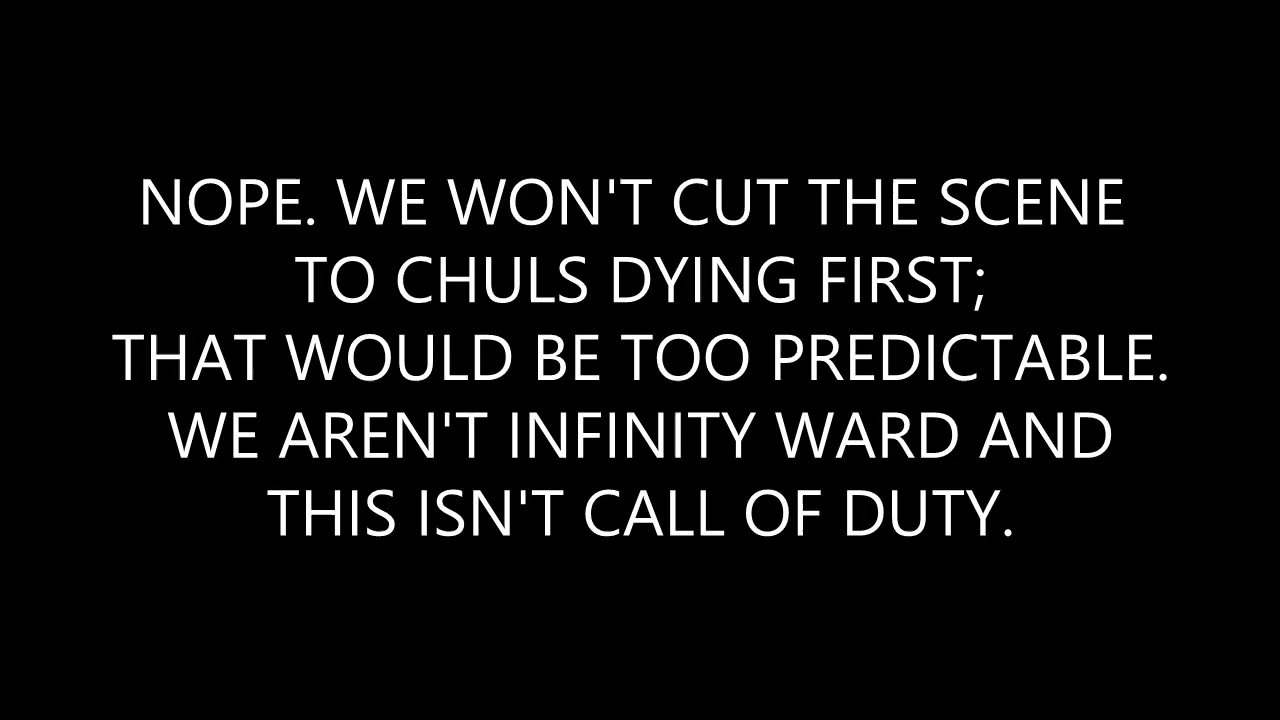 NOPE. WE WON'T CUT THE SCENE
TO CHULS DYING FIRST;
THAT WOULD BE TOO PREDICTABLE.
WE AREN'T INFINITY WARD AND
THIS ISN'T CALL OF DUTY.